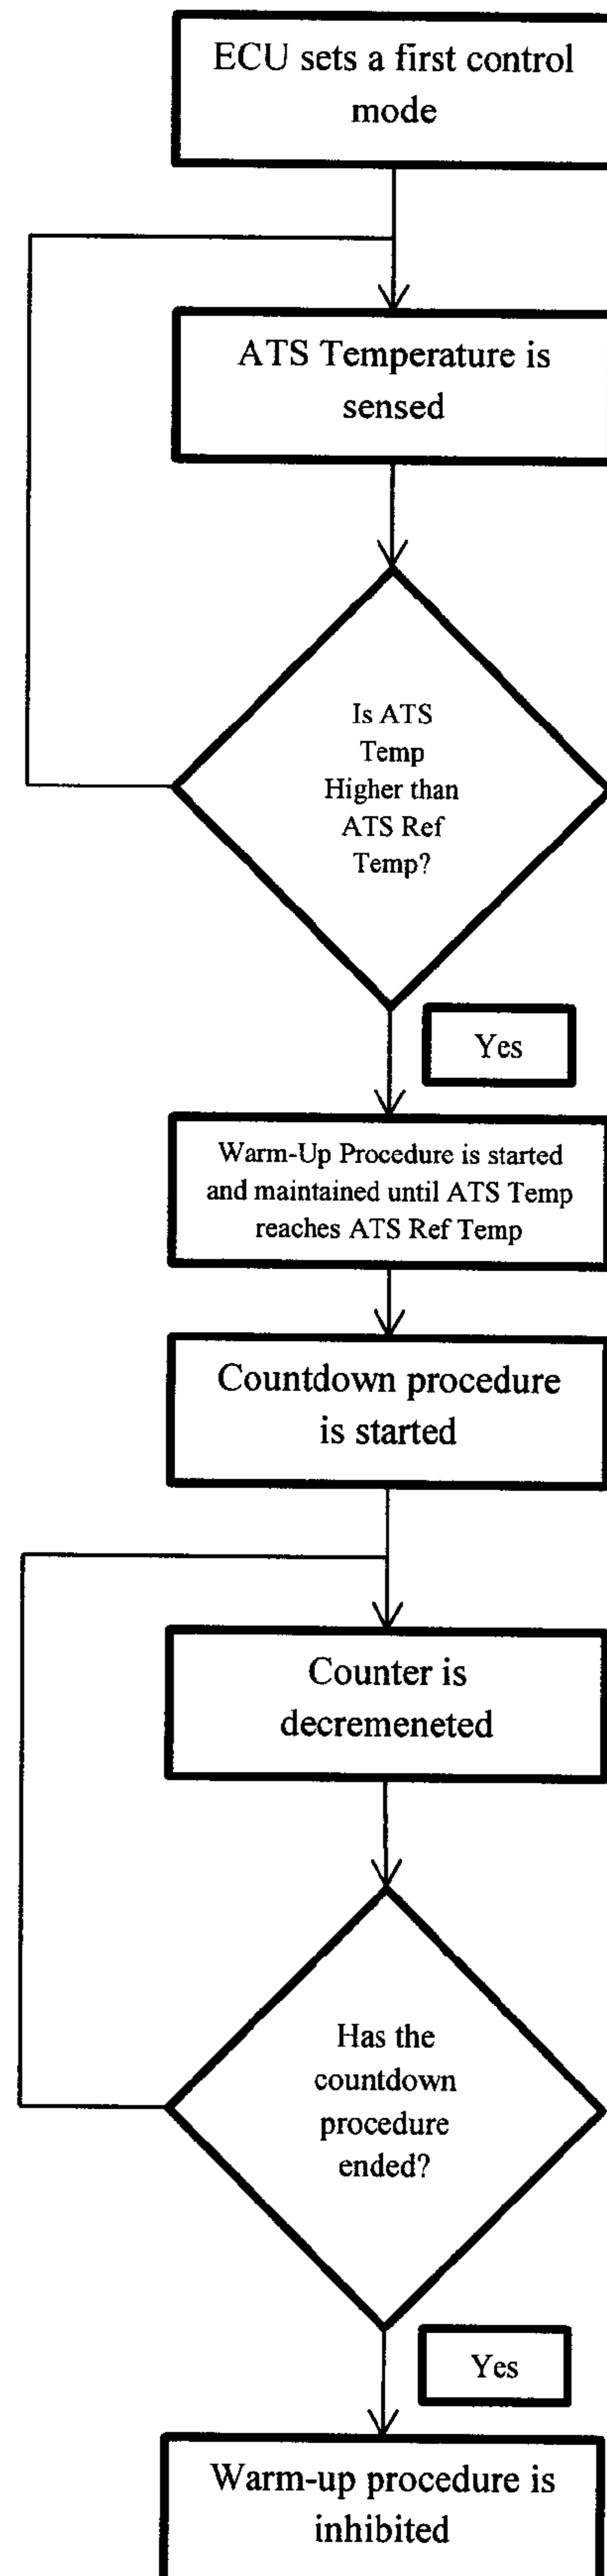 ECU sets a first control
mode
ATS Temperature is
sensed
Is ATS
Temp
Higher than
ATS Ref
Temp?
Yes
Warm-Up Procedure is started
and maintained until ATS Temp
reaches ATS Ref Temp
Countdown procedure
is started
Counter is
decremeneted
Has the
countdown
procedure
ended?
Yes
Warm-up procedure is
inhibited